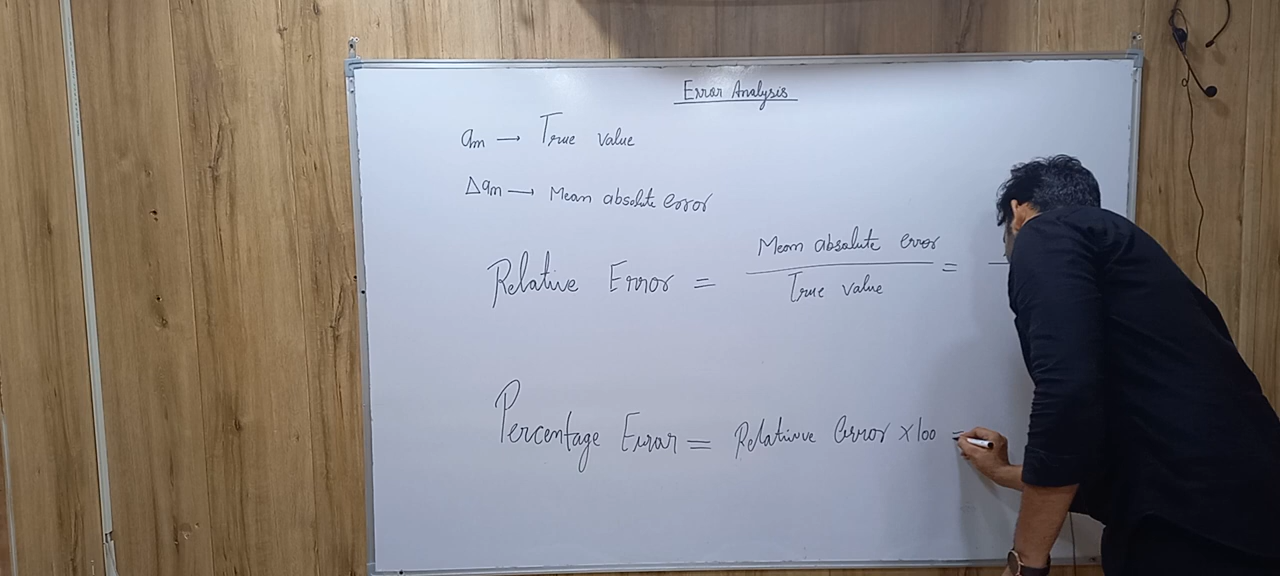 Error Analysis
am → True value
Δam → Mean absolute error
Relative Error = Mean absolute error / True value =
Percentage Error = Relative Error × 100 =